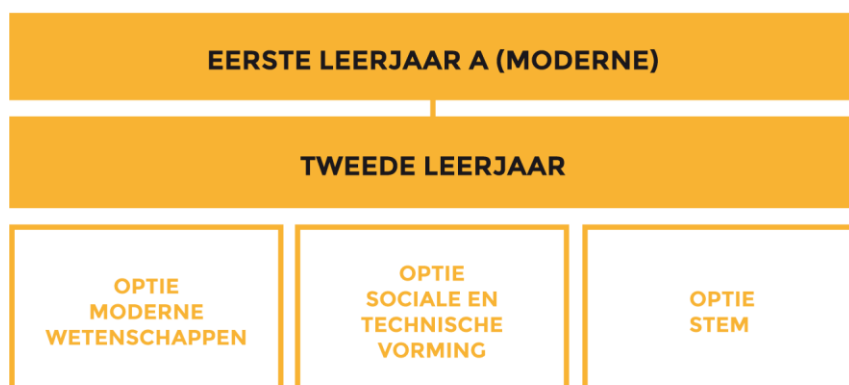 EERSTE LEERJAAR A (MODERNE)
TWEEDE LEERJAAR
OPTIE
MODERNE
WETENSCHAPPEN
OPTIE
SOCIALE EN
TECHNISCHE
VORMING
OPTIE
STEM